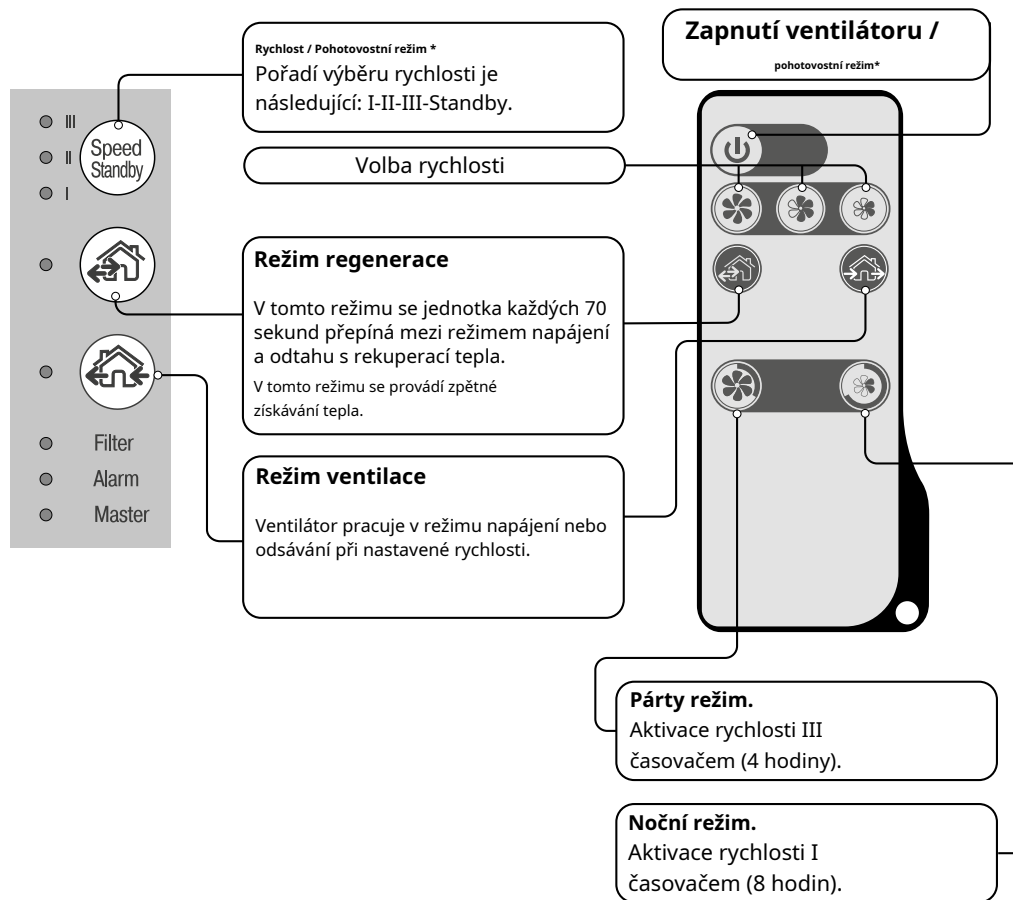 Rychlost / Pohotovostní režim *
Pořadí výběru rychlosti je
následující: I-II-III-Standby.
Zapnutí ventilátoru /
pohotovostní režim*
III
II
I
Speed
Standby
Volba rychlosti
Režim regenerace
V tomto režimu se jednotka každých 70
sekund přepíná mezi režimem napájení
a odtahu s rekuperací tepla.
V tomto režimu se provádí zpětné
získávání tepla.
Filter
Alarm
Master
Režim ventilace
Ventilátor pracuje v režimu napájení nebo
odsávání při nastavené rychlosti.
Párty režim.
Aktivace rychlosti III
časovačem (4 hodiny).
Noční režim.
Aktivace rychlosti I
časovačem (8 hodin).